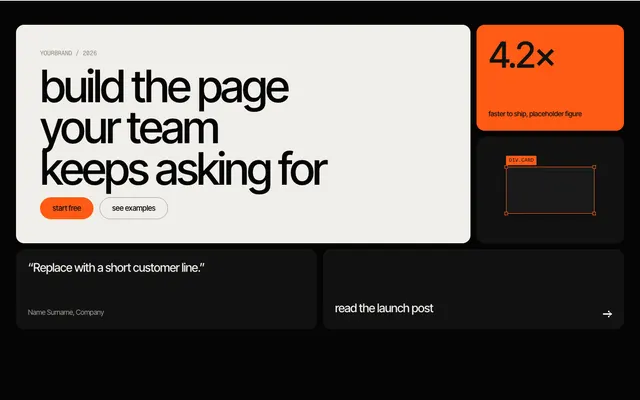 YOURBRAND / 2026
build the page
your team
keeps asking for
start free
see examples
4.2×
faster to ship, placeholder figure
DIV.CARD
“Replace with a short customer line.”
Name Surname, Company
read the launch post
→